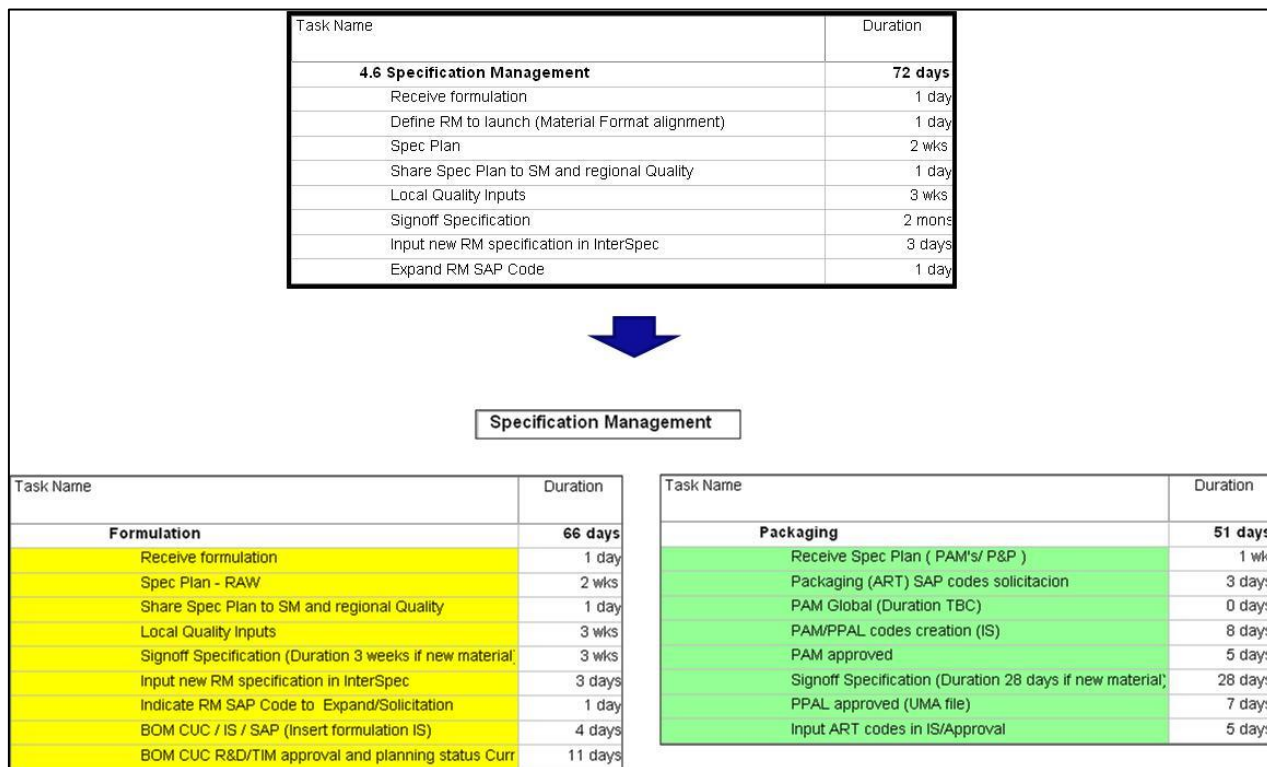 Task Name Duration
4.6 Specification Management 72 days
Receive formulation 1 day
Define RM to launch (Material Format alignment) 1 day
Spec Plan 2 wks
Share Spec Plan to SM and regional Quality 1 day
Local Quality Inputs 3 wks
Signoff Specification 2 mons
Input new RM specification in InterSpec 3 days
Expand RM SAP Code 1 day
Specification Management
Task Name Duration
Formulation 66 days
Receive formulation 1 day
Spec Plan - RAW 2 wks
Share Spec Plan to SM and regional Quality 1 day
Local Quality Inputs 3 wks
Signoff Specification (Duration 3 weeks if new material) 3 wks
Input new RM specification in InterSpec 3 days
Indicate RM SAP Code to Expand/Solicitation 1 day
BOM CUC / IS / SAP (Insert formulation IS) 4 days
BOM CUC R&D/TIM approval and planning status Curr 11 days
Task Name Duration
Packaging 51 days
Receive Spec Plan ( PAM's/ P&P ) 1 wk
Packaging (ART) SAP codes solicitacion 3 days
PAM Global (Duration TBC) 0 days
PAM/PPAL codes creation (IS) 8 days
PAM approved 5 days
Signoff Specification (Duration 28 days if new material) 28 days
PPAL approved (UMA file) 7 days
Input ART codes in IS/Approval 5 days